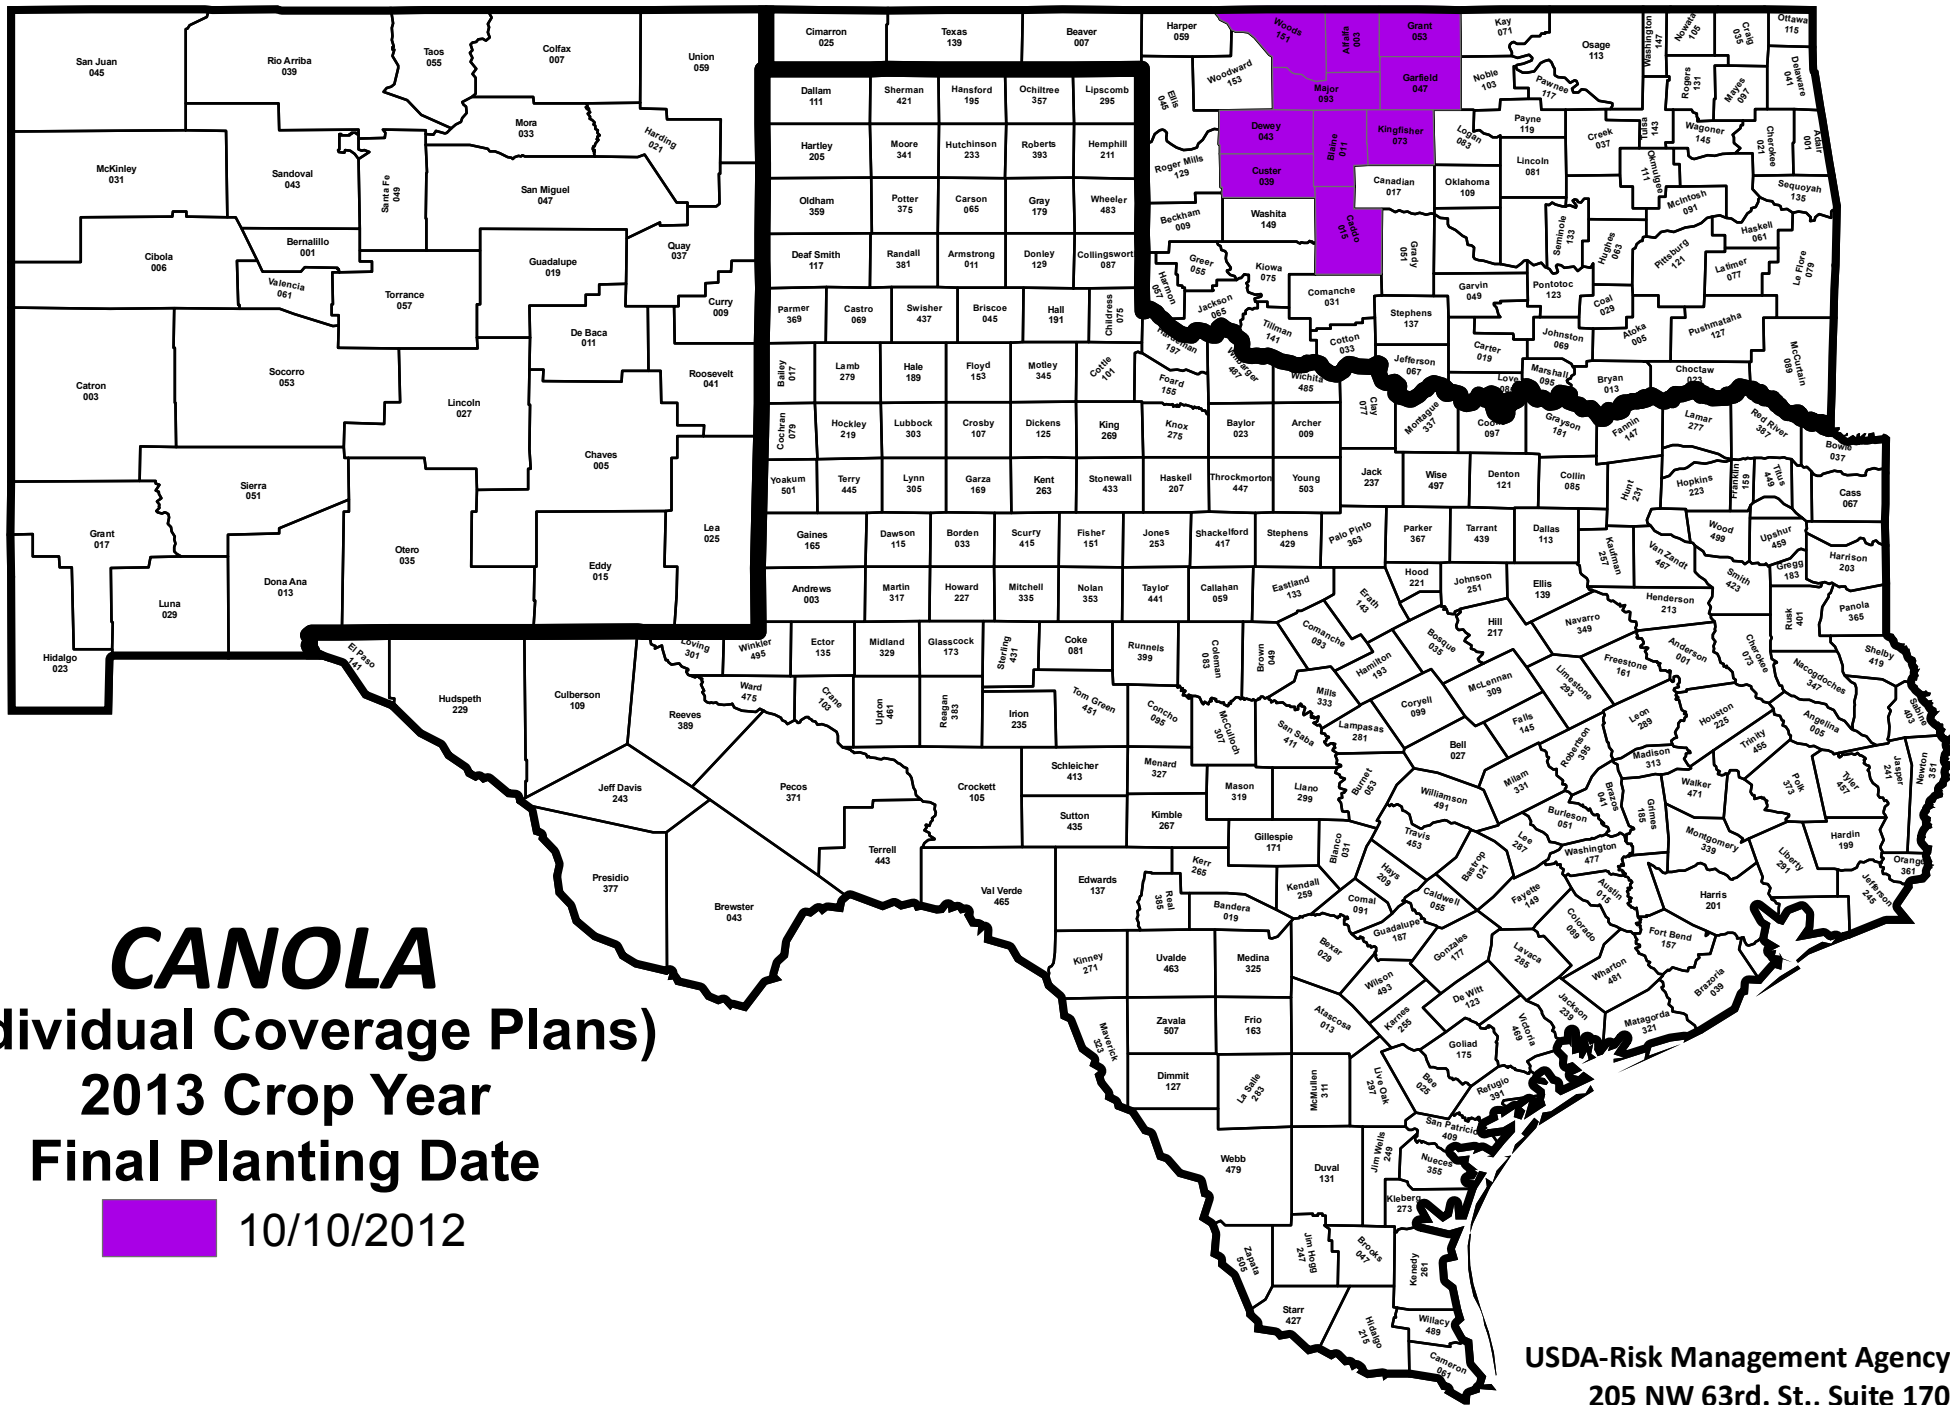 San Juan
045
Rio Arriba
039
Taos
055
Colfax
007
Union
059
Cimarron
025
Texas
139
Beaver
007
Harper
059
Woods
151
Alfalfa
003
Grant
053
Kay
071
Osage
113
Washington
147
Nowata
105
Craig
035
Ottawa
115
Delaware
041
Mayes
097
Rogers
131
Pawnee
117
Noble
103
Garfield
047
Major
093
Woodward
153
Ellis
045
Dewey
043
Blaine
011
Kingfisher
073
Logan
083
Payne
119
Creek
037
Tulsa
143
Wagoner
145
Cherokee
021
Adair
001
Roger Mills
129
Custer
039
Canadian
017
Oklahoma
109
Lincoln
081
Okmulgee
111
McIntosh
091
Sequoyah
135
Beckham
009
Washita
149
Caddo
015
Grady
051
Seminole
133
Hughes
063
Pittsburg
121
Haskell
061
Latimer
077
Le Flore
079
Harmon
057
Greer
055
Kiowa
075
Jackson
065
Comanche
031
Tillman
141
Cotton
033
Stephens
137
Garvin
049
Pontotoc
123
Coal
029
Atoka
005
Pushmataha
127
McCurtain
089
Jefferson
067
Carter
019
Johnston
069
Love
Marshall
095
Bryan
013
Choctaw
023
Mora
033
Harding
021
McKinley
031
Sandoval
043
Santa Fe
049
San Miguel
047
Cibola
006
Bernalillo
001
Valencia
061
Torrance
057
Guadalupe
019
Quay
037
Curry
009
De Baca
011
Roosevelt
041
Catron
003
Socorro
053
Lincoln
027
Chaves
005
Sierra
051
Grant
017
Hidalgo
023
Luna
029
Dona Ana
013
Otero
035
Eddy
015
Lea
025
Dallam
111
Sherman
421
Hansford
195
Ochiltree
357
Lipscomb
295
Hartley
205
Moore
341
Hutchinson
233
Roberts
393
Hemphill
211
Oldham
359
Potter
375
Carson
065
Gray
179
Wheeler
483
Deaf Smith
117
Randall
381
Armstrong
011
Donley
129
Collingswort
087
Parmer
369
Castro
069
Swisher
437
Briscoe
045
Hall
191
Childress
075
Bailey
017
Lamb
279
Hale
189
Floyd
153
Motley
345
Cottle
101
197
Foard
155
487
Wichita
485
Clay
077
Montague
337
097
Grayson
181
Fannin
147
Lamar
277
Red River
387
Bowie
037
Cochran
079
Hockley
219
Lubbock
303
Crosby
107
Dickens
125
King
269
Knox
275
Baylor
023
Archer
009
Yoakum
501
Terry
445
Lynn
305
Garza
169
Kent
263
Stonewall
433
Haskell
207
Throckmorton
447
Young
503
Jack
237
Wise
497
Denton
121
Collin
085
Hunt
231
Hopkins
223
Franklin
159
Titus
449
Cass
067
Gaines
165
Dawson
115
Borden
033
Scurry
415
Fisher
151
Jones
253
Shackelford
417
Stephens
429
Palo Pinto
363
Parker
367
Tarrant
439
Dallas
113
Kaufman
257
Van Zandt
467
Wood
499
Upshur
459
Harrison
203
Gregg
183
Smith
423
Andrews
003
Martin
317
Howard
227
Mitchell
335
Nolan
353
Taylor
441
Callahan
059
Eastland
133
Erath
143
Hood
221
Johnson
251
Ellis
139
Henderson
213
Navarro
349
Rusk
401
Panola
365
El Paso
141
Hudspeth
229
Culberson
109
Reeves
389
Loving
301
Winkler
495
Ector
135
Midland
329
Glasscock
173
Sterling
431
Coke
081
Runnels
399
Coleman
083
Brown
049
Comanche
093
Hamilton
193
Bosque
035
Hill
217
Freestone
161
Anderson
001
Cherokee
073
Nacogdoches
347
Shelby
419
Ward
475
Crane
103
Upton
461
Reagan
383
Irion
235
Tom Green
451
Concho
095
McCulloch
307
San Saba
411
Mills
333
Lampasas
281
Coryell
099
McLennan
309
Limestone
293
Falls
145
Leon
289
Houston
225
Angelina
005
Sabine
403
Trinity
455
Jeff Davis
243
Pecos
371
Crockett
105
Schleicher
413
Menard
327
Mason
319
Llano
299
Burnet
053
Bell
027
Milam
331
Robertson
395
Madison
313
Walker
471
Polk
373
Tyler
457
Jasper
241
Newton
351
Presidio
377
Brewster
043
Terrell
443
Sutton
435
Kimble
267
Gillespie
171
Blanco
031
Williamson
491
Travis
453
Burleson
051
Brazos
041
Grimes
185
Montgomery
339
Hardin
199
Orange
361
Jefferson
245
Liberty
291
Val Verde
465
Edwards
137
Real
385
Kerr
265
Kendall
259
Bandera
019
Comal
091
Hays
209
Caldwell
055
Bastrop
021
Lee
287
Washington
477
Austin
015
Fayette
149
Harris
201
Kinney
271
Uvalde
463
Medina
325
Bexar
029
Guadalupe
187
Gonzales
177
Lavaca
285
Colorado
089
Fort Bend
157
Wharton
481
Brazoria
039
Maverick
323
Zavala
507
Frio
163
Atascosa
013
Wilson
493
Karnes
255
De Witt
123
Victoria
469
Jackson
239
Matagorda
321
Goliad
175
Dimmit
127
La Salle
283
McMullen
311
Live Oak
297
Bee
025
Refugio
391
San Patricio
409
Webb
479
Duval
131
Jim Wells
249
Nueces
355
Kleberg
273
Zapata
505
Jim Hogg
247
Brooks
047
Kenedy
261
Starr
427
Hidalgo
215
Willacy
489
Cameron
061
CANOLA
dividual Coverage Plans)
2013 Crop Year
Final Planting Date
10/10/2012
USDA-Risk Management Agency
205 NW 63rd. St., Suite 170